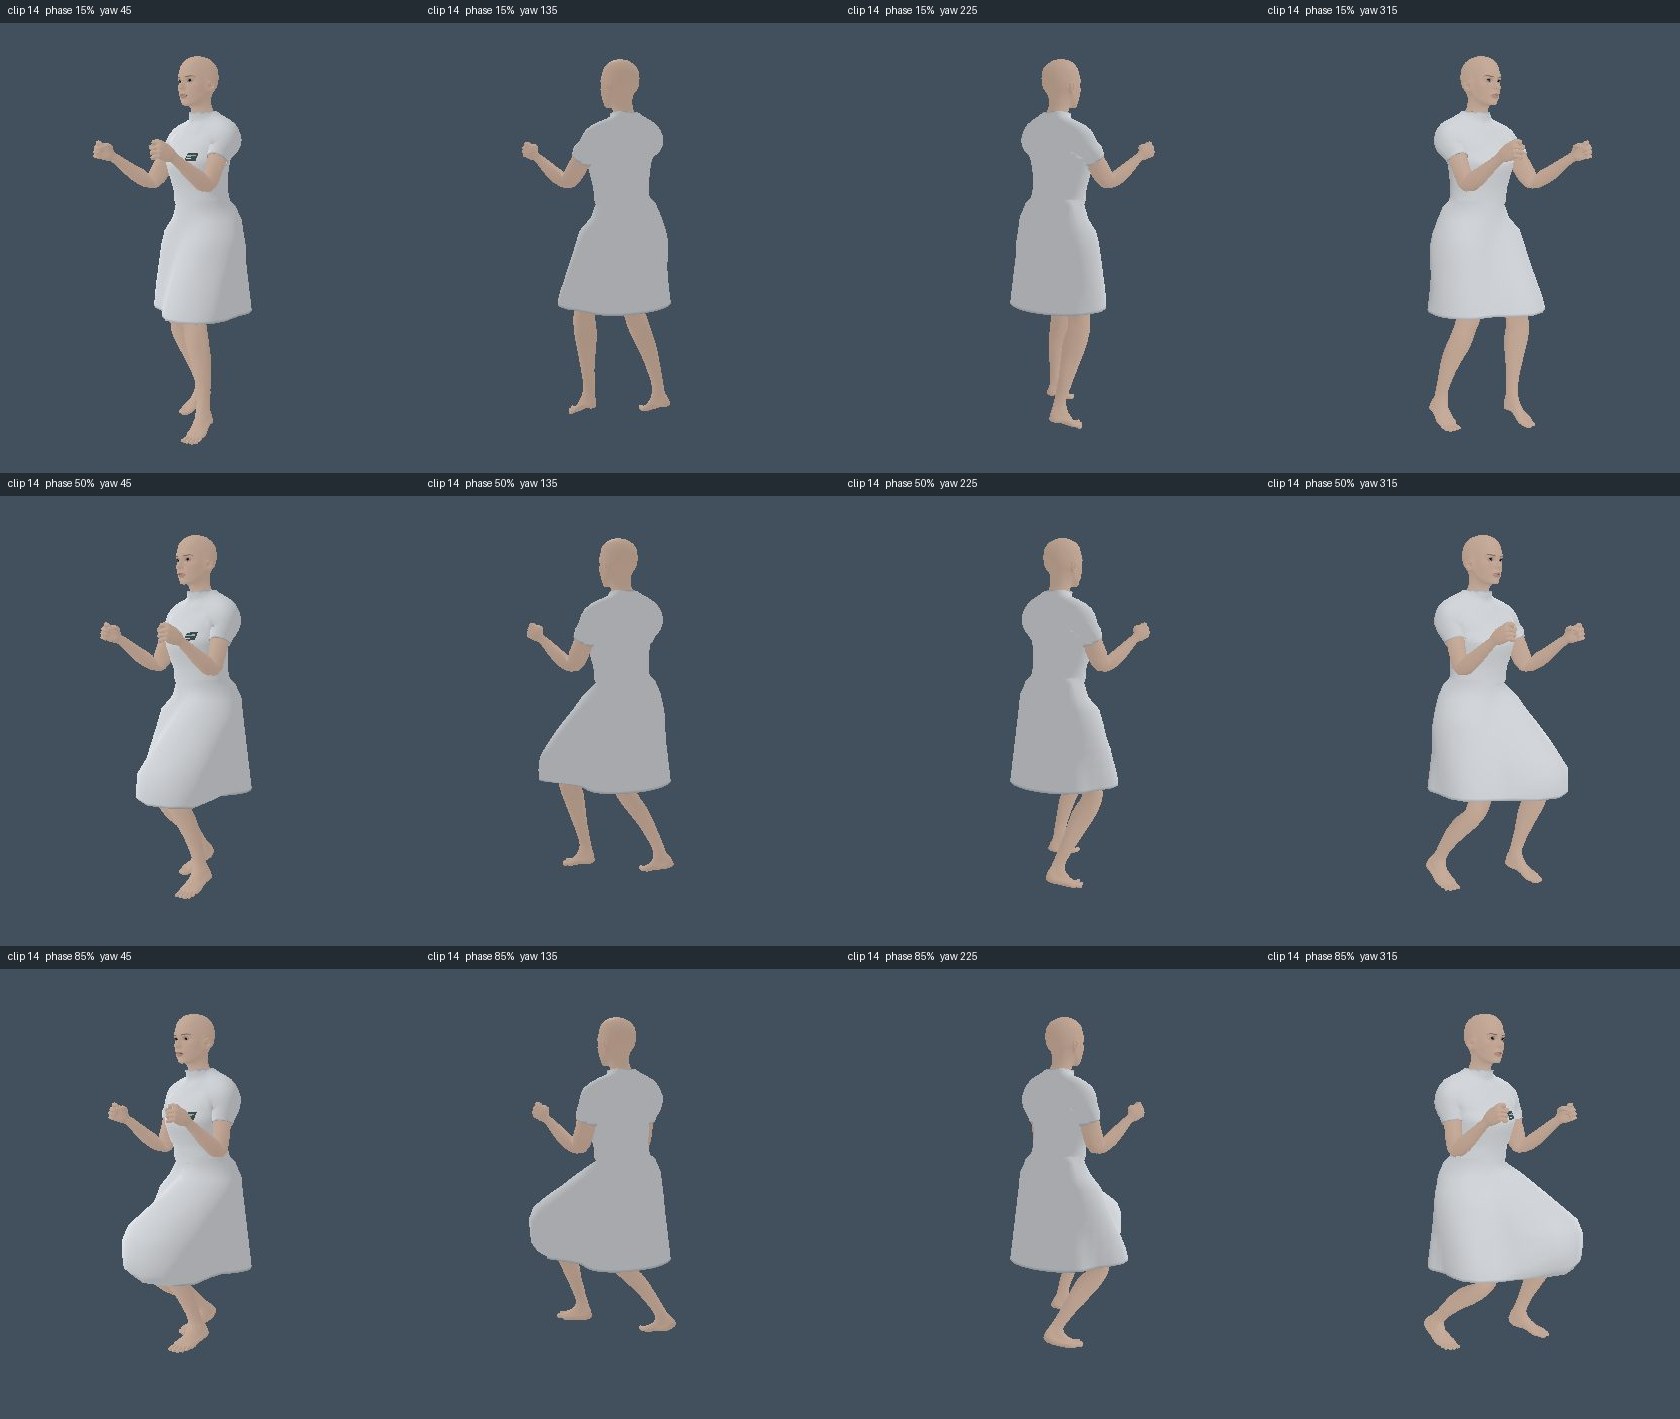 clip 14 phase 15% yaw 45
clip 14 phase 15% yaw 135
clip 14 phase 15% yaw 225
clip 14 phase 15% yaw 315
clip 14 phase 50% yaw 45
clip 14 phase 50% yaw 135
clip 14 phase 50% yaw 225
clip 14 phase 50% yaw 315
clip 14 phase 85% yaw 45
clip 14 phase 85% yaw 135
clip 14 phase 85% yaw 225
clip 14 phase 85% yaw 315